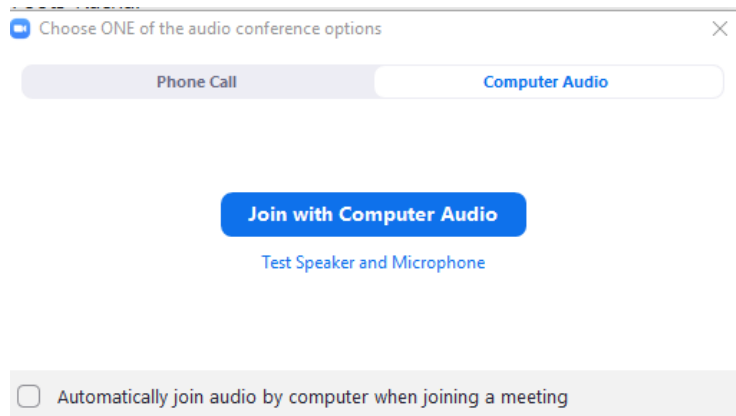 Choose ONE of the audio conference options
Phone Call
Computer Audio
Join with Computer Audio
Test Speaker and Microphone
Automatically join audio by computer when joining a meeting